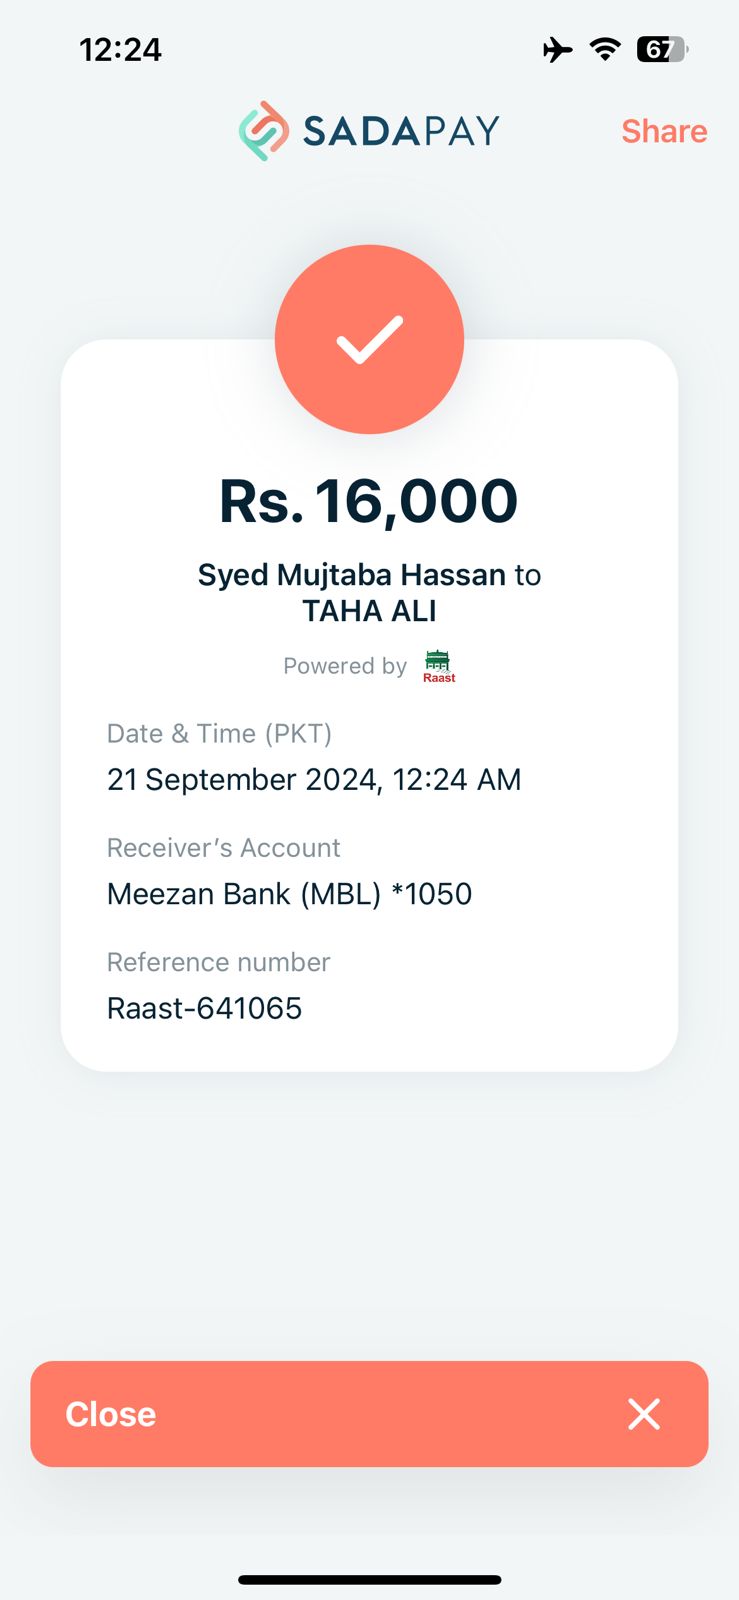 12:24
67
SADAPAY
Share
Rs. 16,000
Syed Mujtaba Hassan to
TAHA ALI
Powered by Raast
Date & Time (PKT)
21 September 2024, 12:24 AM
Receiver’s Account
Meezan Bank (MBL) *1050
Reference number
Raast-641065
Close